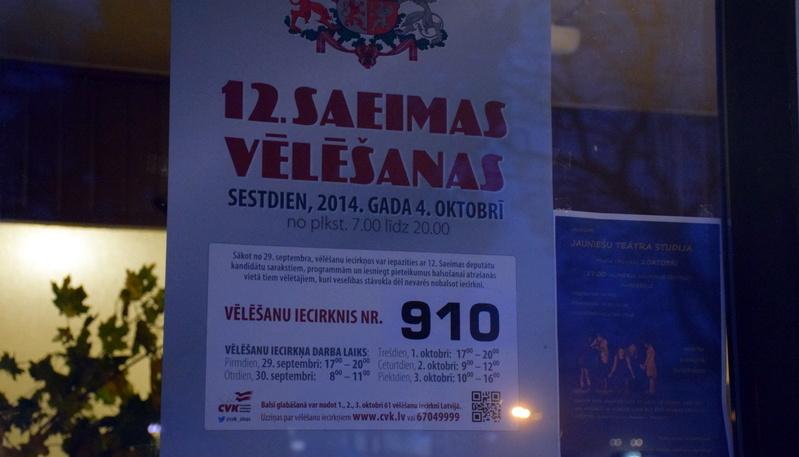 12. SAEIMAS
VĒLĒŠANAS
SESTDIEN, 2014. GADA 4. OKTOBRĪ
no plkst. 7.00 līdz 20.00
Sākot no 29. septembra, vēlēšanu iecirkņos var iepazīties ar 12. Saeimas deputātu
kandidātu sarakstiem, programmām un iesniegt pieteikumus balsošanai atrašanās
vietā tiem vēlētājiem, kuri veselības stāvokļa dēļ nevarēs nobalsot iecirknī.
VĒLĒŠANU IECIRKNIS NR. 910
VĒLĒŠANU IECIRKŅA DARBA LAIKS:
Pirmdien, 29. septembrī: 17⁰⁰ – 20⁰⁰
Otrdien, 30. septembrī: 8⁰⁰ – 11⁰⁰
Trešdien, 1. oktobrī: 17⁰⁰ – 20⁰⁰
Ceturtdien, 2. oktobrī: 9⁰⁰ – 12⁰⁰
Piektdien, 3. oktobrī: 10⁰⁰ – 16⁰⁰
CVK
@cvk_zinas
Balsi glabāšanā var nodot 1., 2., 3. oktobrī 61 vēlēšanu iecirknī Latvijā.
Uzziņas par vēlēšanu iecirkņiem www.cvk.lv vai 67049999
JAUNIEŠU TEĀTRA STUDIJA
OKTOBRĪ
17.00